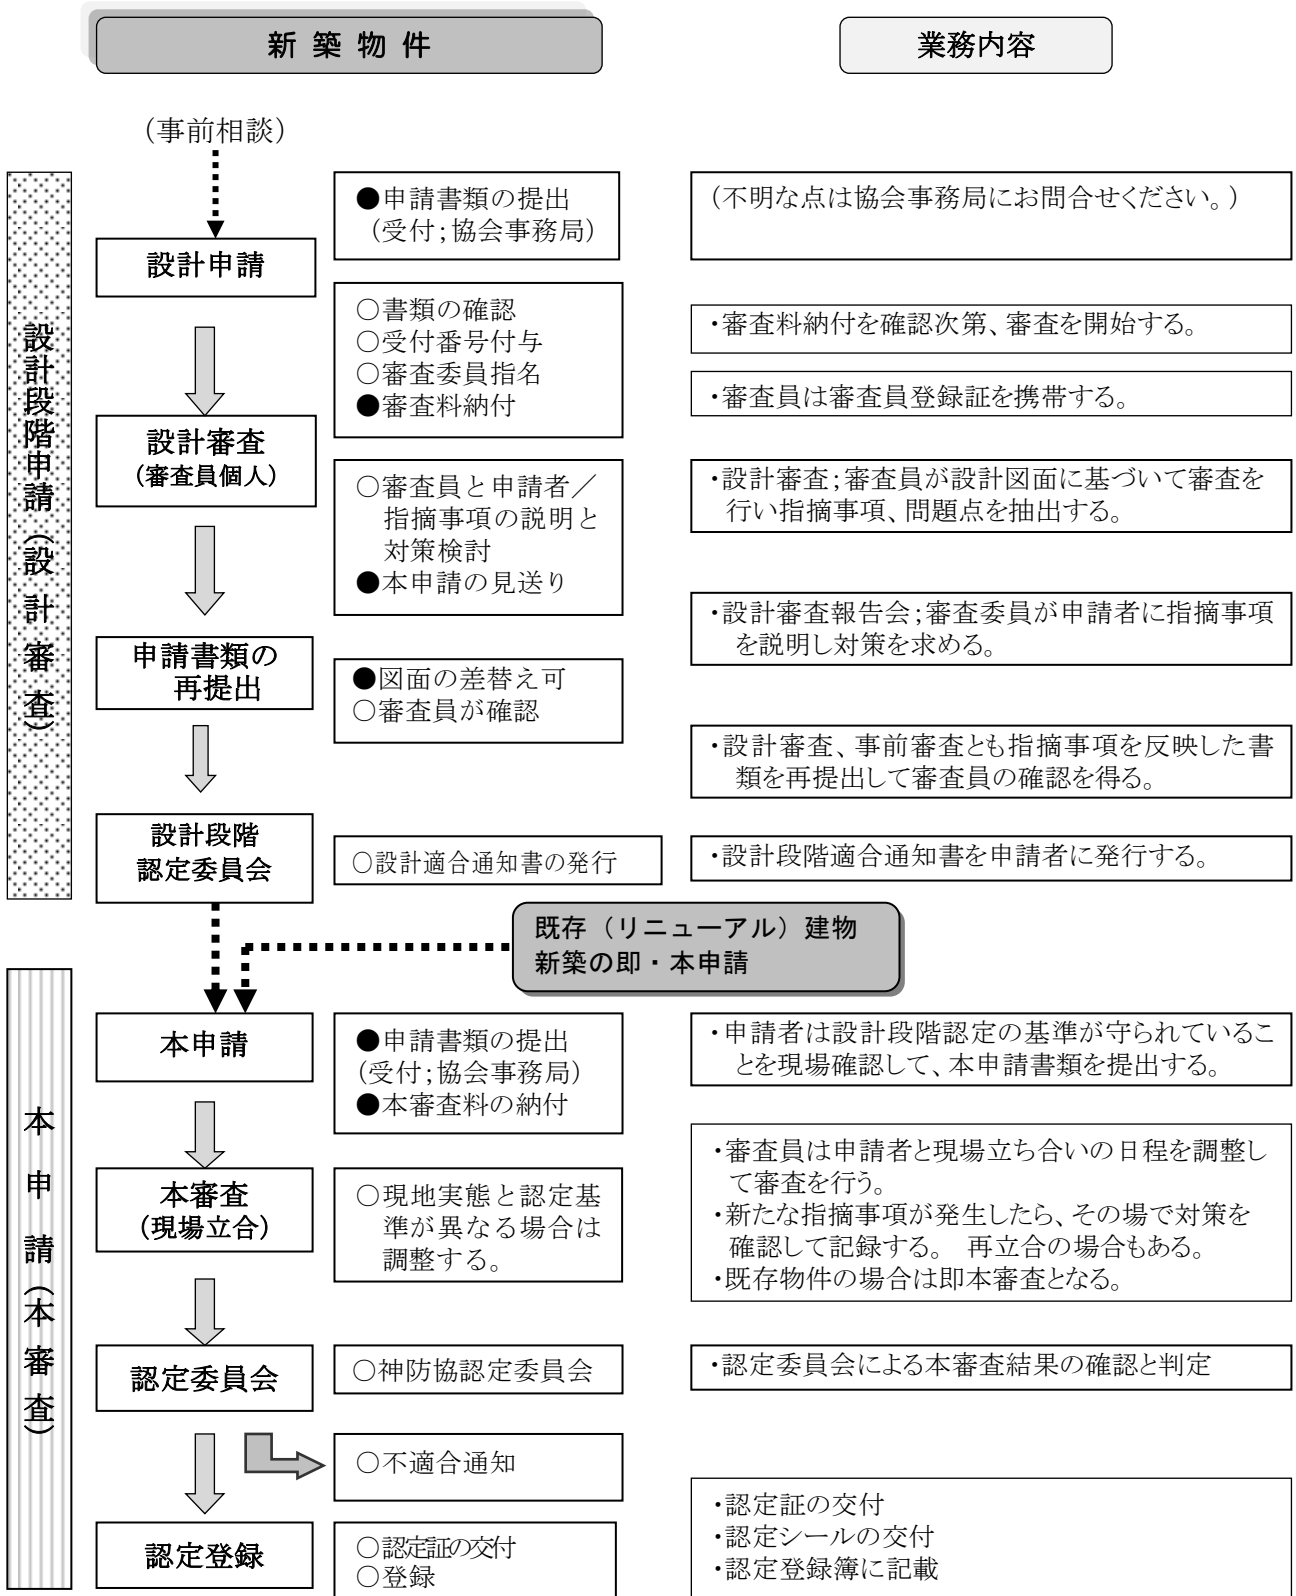 新 築 物 件
業務内容
（事前相談）
設計段階申請（設計審査）
設計申請
●申請書類の提出
（受付；協会事務局）
（不明な点は協会事務局にお問合せください。）
○書類の確認
○受付番号付与
○審査委員指名
●審査料納付
・審査料納付を確認次第、審査を開始する。
・審査員は審査員登録証を携帯する。
設計審査
（審査員個人）
○審査員と申請者／
指摘事項の説明と
対策検討
●本申請の見送り
・設計審査；審査員が設計図面に基づいて審査を
行い指摘事項、問題点を抽出する。
・設計審査報告会；審査委員が申請者に指摘事項
を説明し対策を求める。
申請書類の
再提出
●図面の差替え可
○審査員が確認
・設計審査、事前審査とも指摘事項を反映した書
類を再提出して審査員の確認を得る。
設計段階
認定委員会
○設計適合通知書の発行
・設計段階適合通知書を申請者に発行する。
既存（リニューアル）建物
新築の即・本申請
本申請（本審査）
本申請
●申請書類の提出
（受付；協会事務局）
●本審査料の納付
・申請者は設計段階認定の基準が守られているこ
とを現場確認して、本申請書類を提出する。
本審査
（現場立合）
○現地実態と認定基
準が異なる場合は
調整する。
・審査員は申請者と現場立ち合いの日程を調整し
て審査を行う。
・新たな指摘事項が発生したら、その場で対策を
確認して記録する。　再立合の場合もある。
・既存物件の場合は即本審査となる。
認定委員会
○神防協認定委員会
・認定委員会による本審査結果の確認と判定
○不適合通知
認定登録
○認定証の交付
○登録
・認定証の交付
・認定シールの交付
・認定登録簿に記載